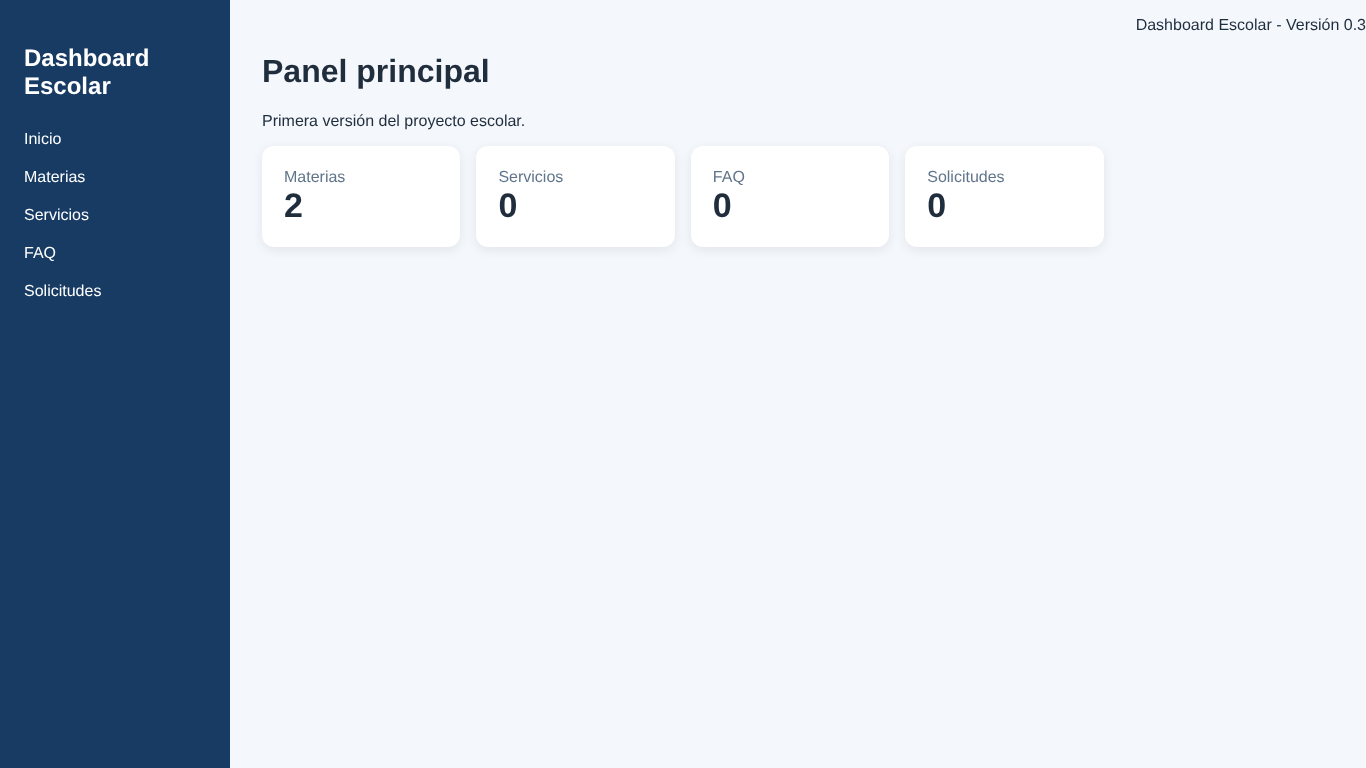 Dashboard
Escolar
Inicio
Materias
Servicios
FAQ
Solicitudes
Dashboard Escolar - Versión 0.3
Panel principal
Primera versión del proyecto escolar.
Materias
2
Servicios
0
FAQ
0
Solicitudes
0